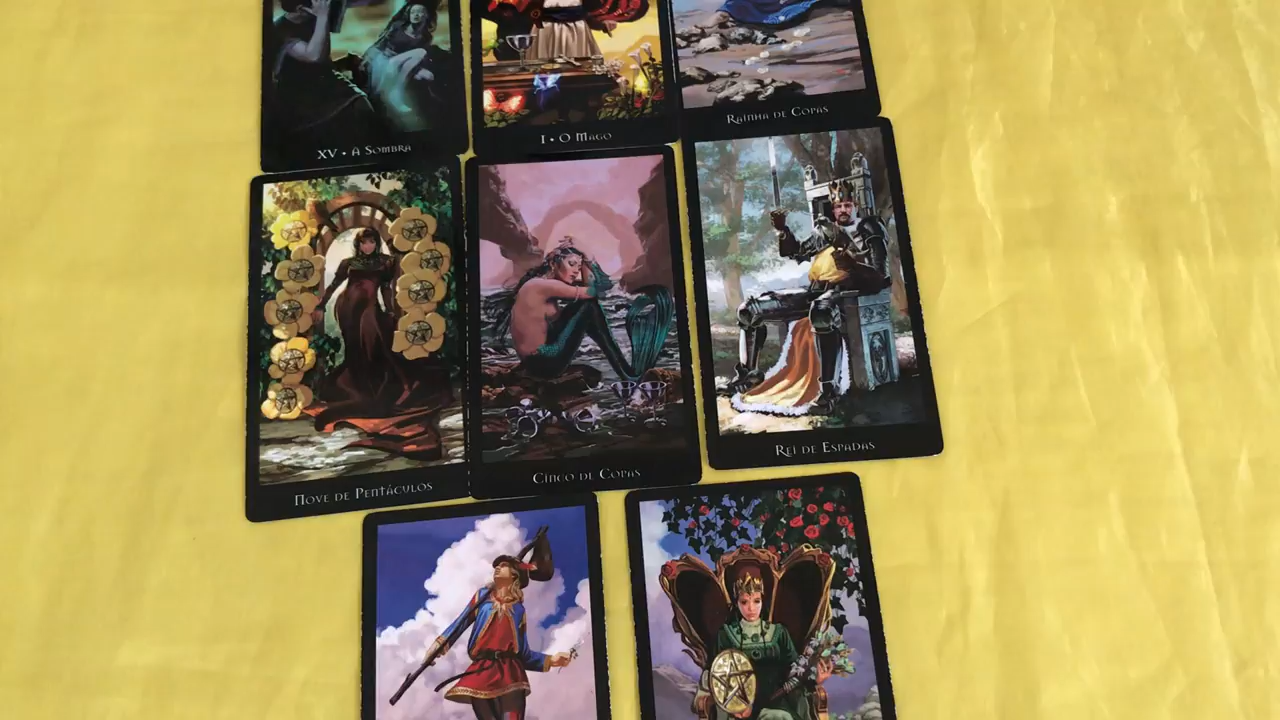 XV • A Sombra
I • O Mago
Rainha de Copas
Nove de Pentáculos
Cinco de Copas
Rei de Espadas